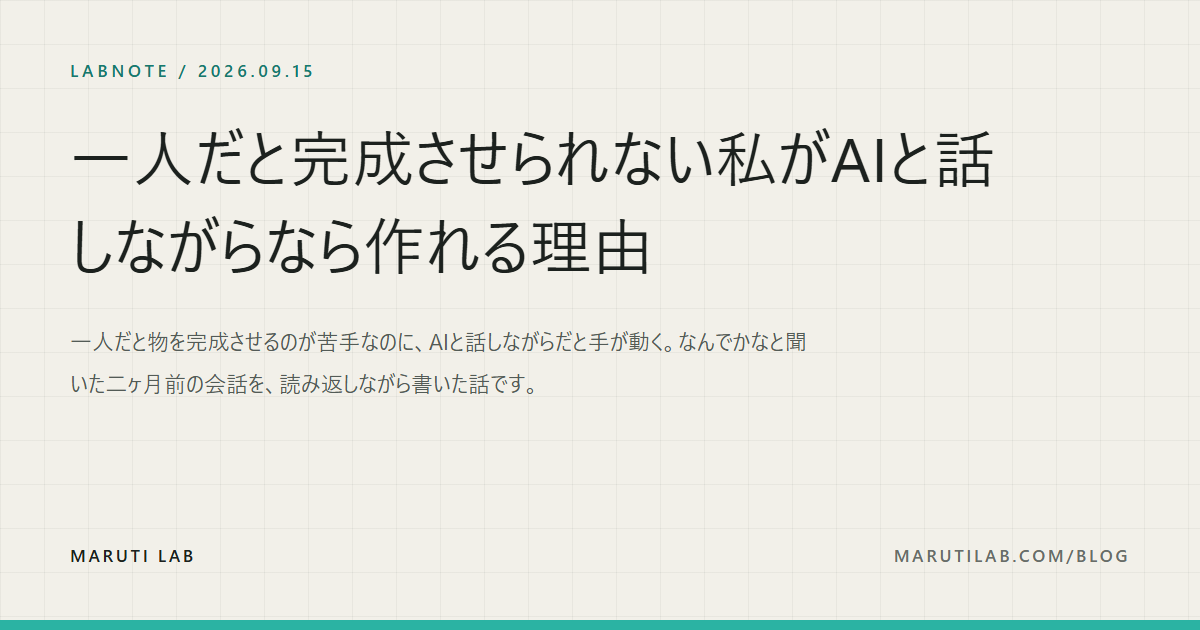 LABNOTE / 2026.09.15
一人だと完成させられない私がAIと話
しながらなら作れる理由
一人だと物を完成させるのが苦手なのに、AIと話しながらだと手が動く。なんでかなと聞
いた二ヶ月前の会話を、読み返しながら書いた話です。
MARUTI LAB
MARUTILAB.COM/BLOG